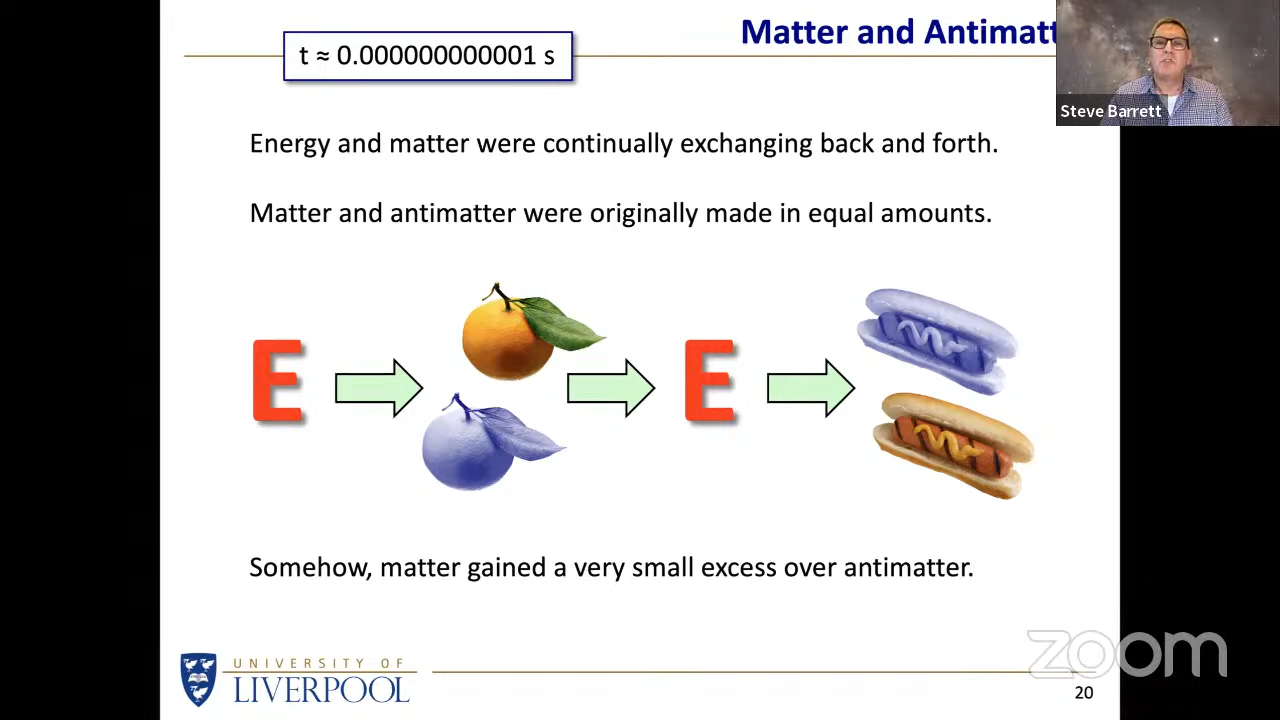 Matter and Antimatt
t ≈ 0.000000000001 s
Steve Barrett
Energy and matter were continually exchanging back and forth.
Matter and antimatter were originally made in equal amounts.
E
E
Somehow, matter gained a very small excess over antimatter.
UNIVERSITY OF
LIVERPOOL
zoom
20